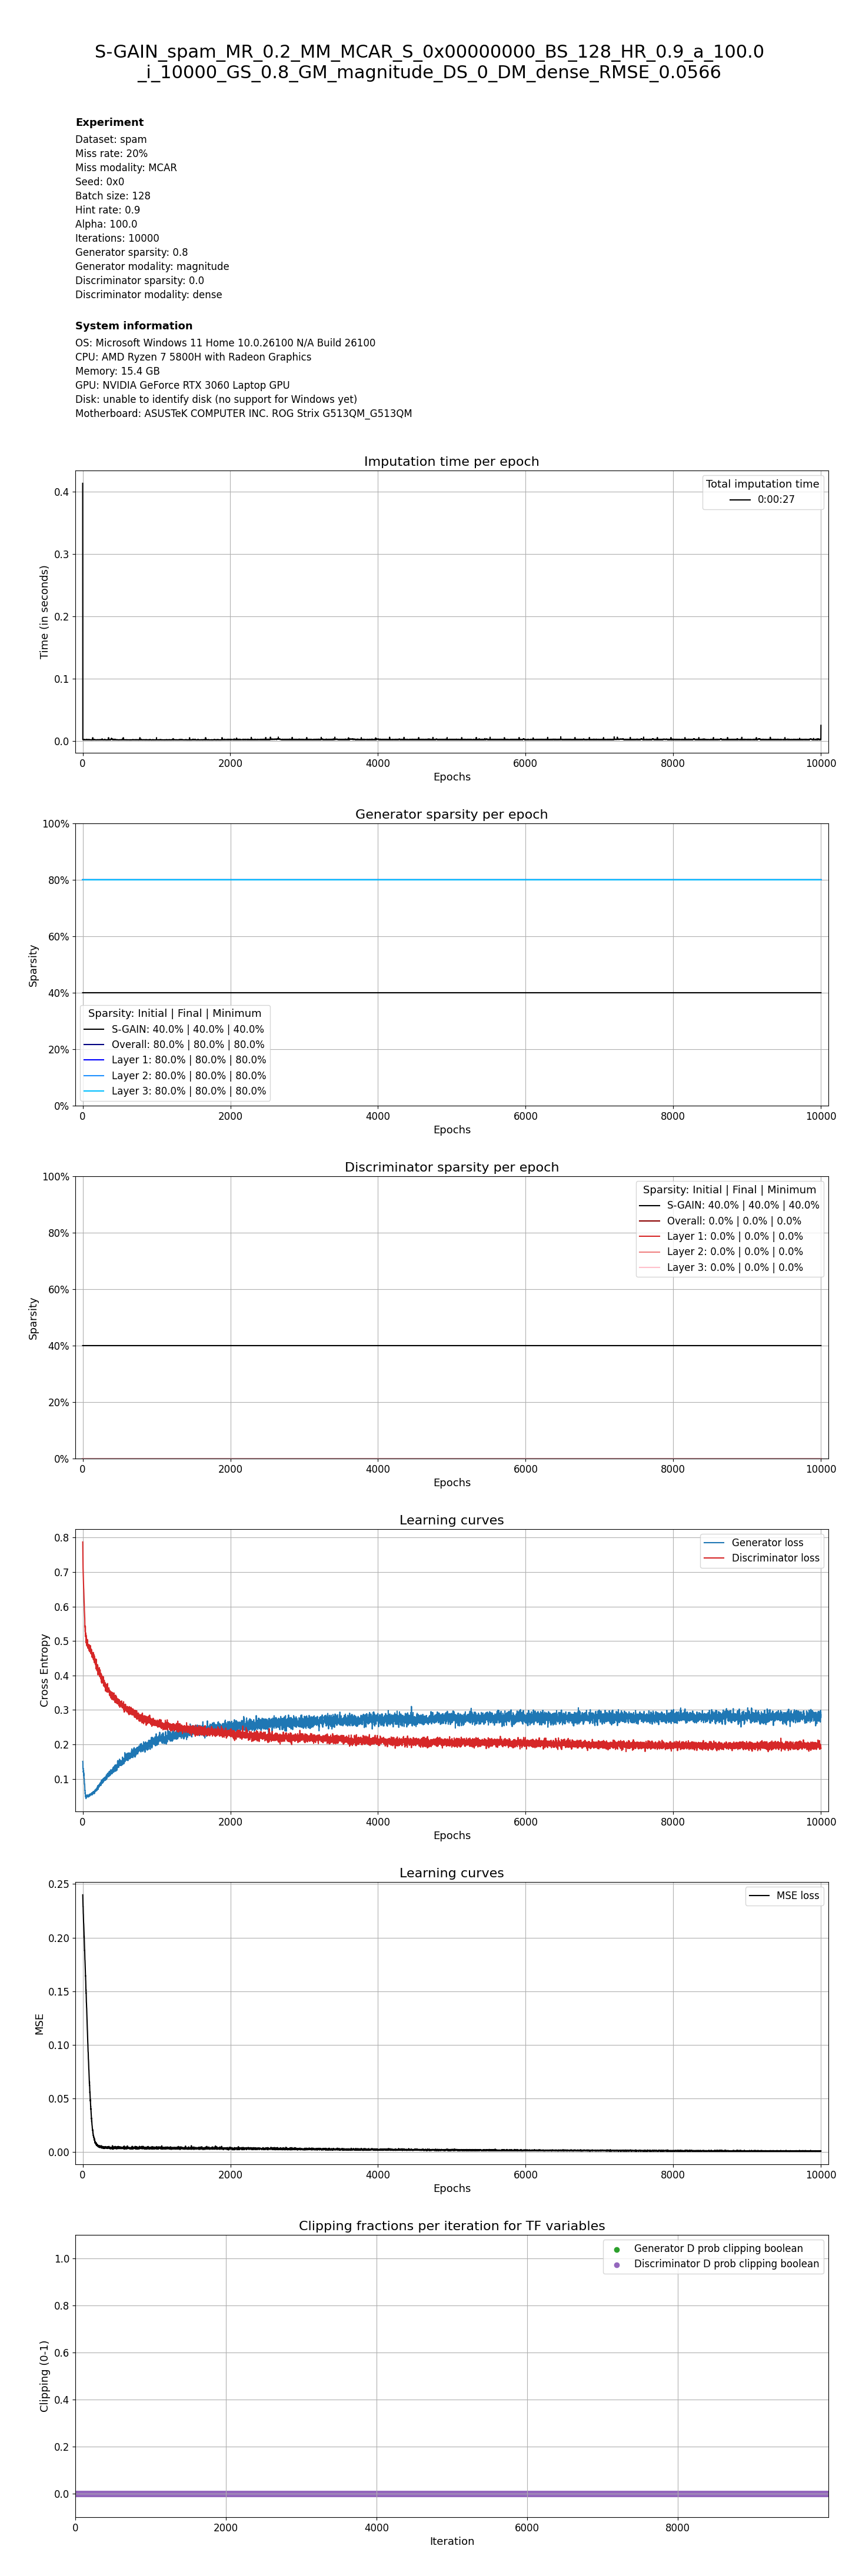 S-GAIN_spam_MR_0.2_MM_MCAR_S_0x00000000_BS_128_HR_0.9_a_100.0
_i_10000_GS_0.8_GM_magnitude_DS_0_DM_dense_RMSE_0.0566
Experiment
Dataset: spam
Miss rate: 20%
Miss modality: MCAR
Seed: 0x0
Batch size: 128
Hint rate: 0.9
Alpha: 100.0
Iterations: 10000
Generator sparsity: 0.8
Generator modality: magnitude
Discriminator sparsity: 0.0
Discriminator modality: dense
System information
OS: Microsoft Windows 11 Home 10.0.26100 N/A Build 26100
CPU: AMD Ryzen 7 5800H with Radeon Graphics
Memory: 15.4 GB
GPU: NVIDIA GeForce RTX 3060 Laptop GPU
Disk: unable to identify disk (no support for Windows yet)
Motherboard: ASUSTeK COMPUTER INC. ROG Strix G513QM_G513QM
Imputation time per epoch
Total imputation time
0:00:27
0.4
0.3
0.2
0.1
0.0
Time (in seconds)
0 2000 4000 6000 8000 10000
Epochs
Generator sparsity per epoch
100%
80%
60%
40%
20%
0%
Sparsity
Sparsity: Initial | Final | Minimum
S-GAIN: 40.0% | 40.0% | 40.0%
Overall: 80.0% | 80.0% | 80.0%
Layer 1: 80.0% | 80.0% | 80.0%
Layer 2: 80.0% | 80.0% | 80.0%
Layer 3: 80.0% | 80.0% | 80.0%
0 2000 4000 6000 8000 10000
Epochs
Discriminator sparsity per epoch
100%
80%
60%
40%
20%
0%
Sparsity
Sparsity: Initial | Final | Minimum
S-GAIN: 40.0% | 40.0% | 40.0%
Overall: 0.0% | 0.0% | 0.0%
Layer 1: 0.0% | 0.0% | 0.0%
Layer 2: 0.0% | 0.0% | 0.0%
Layer 3: 0.0% | 0.0% | 0.0%
0 2000 4000 6000 8000 10000
Epochs
Learning curves
0.8
0.7
0.6
0.5
0.4
0.3
0.2
0.1
Cross Entropy
Generator loss
Discriminator loss
0 2000 4000 6000 8000 10000
Epochs
Learning curves
0.25
0.20
0.15
0.10
0.05
0.00
MSE
MSE loss
0 2000 4000 6000 8000 10000
Epochs
Clipping fractions per iteration for TF variables
1.0
0.8
0.6
0.4
0.2
0.0
Clipping (0-1)
Generator D prob clipping boolean
Discriminator D prob clipping boolean
0 2000 4000 6000 8000
Iteration